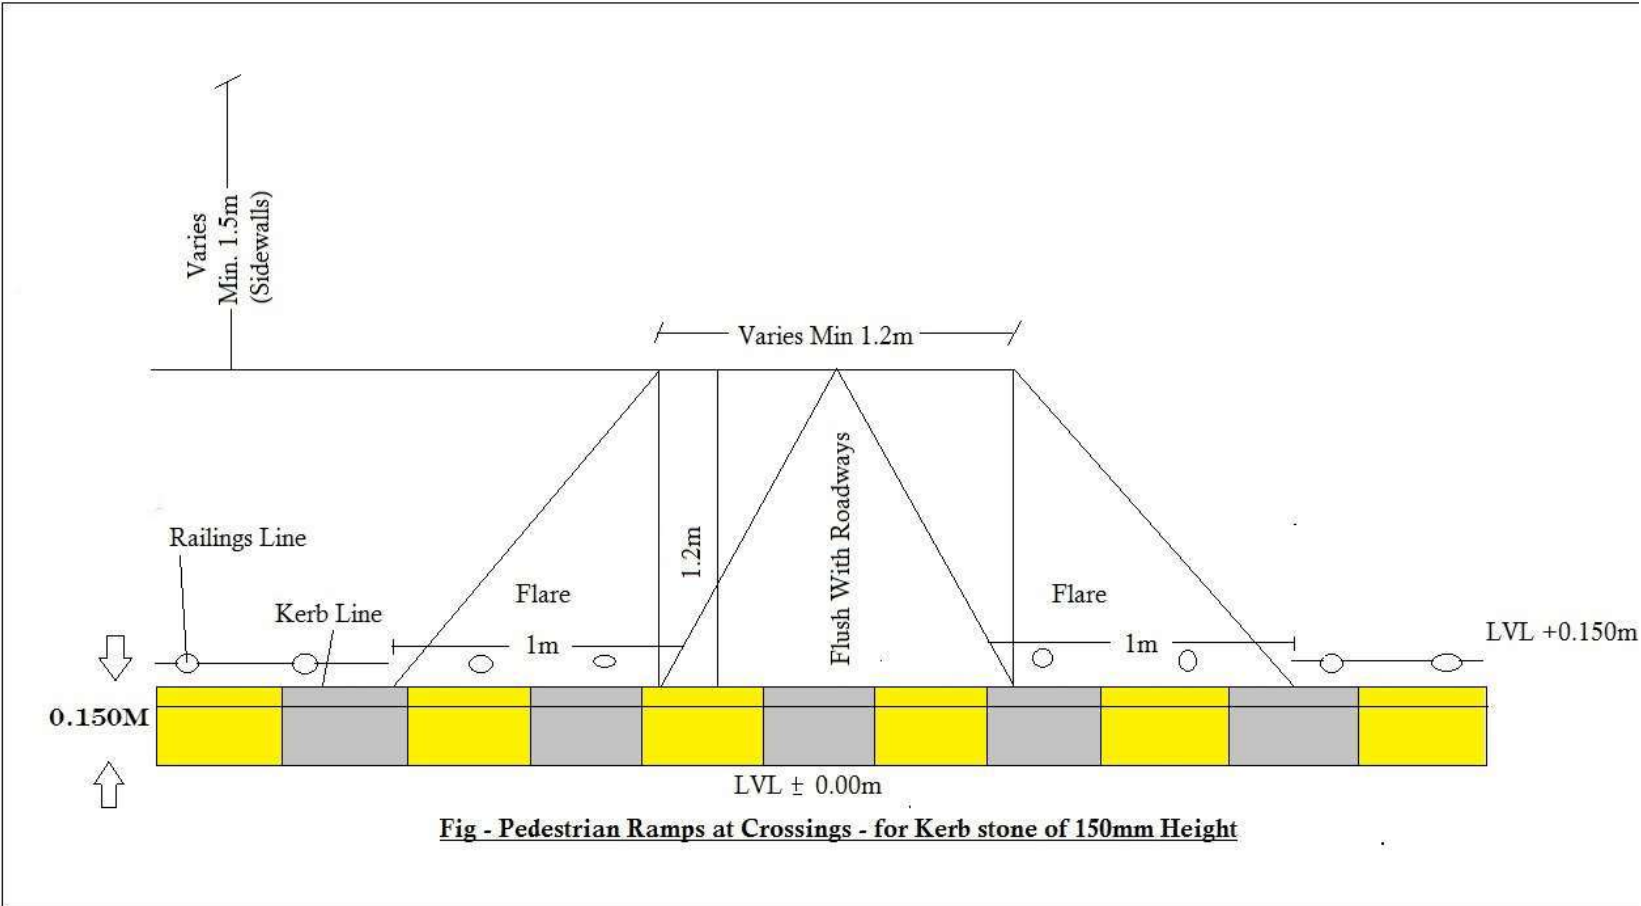 Varies
Min. 1.5m
(Sidewalls)
Varies Min 1.2m
Railings Line
Kerb Line
Flare
1m
1.2m
Flush With Roadways
Flare
1m
LVL +0.150m
0.150M
LVL ± 0.00m
Fig - Pedestrian Ramps at Crossings - for Kerb stone of 150mm Height